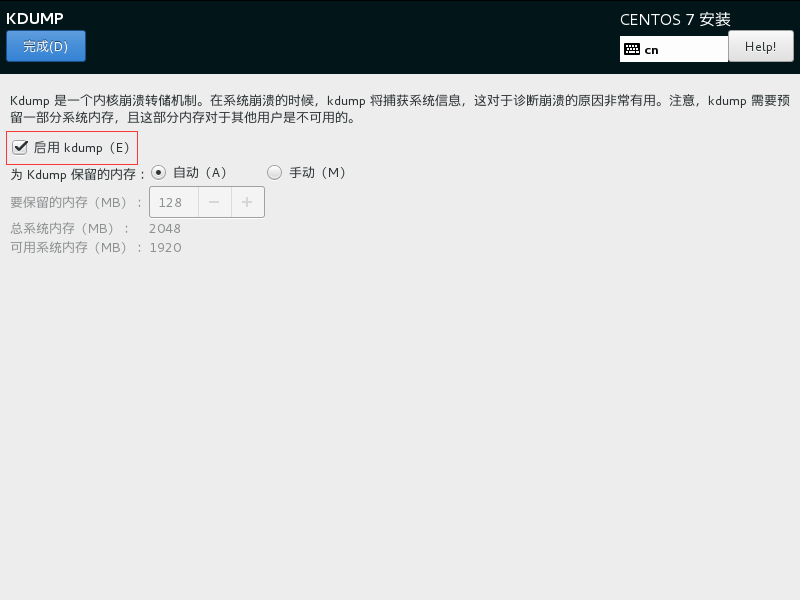 KDUMP
CENTOS 7 安装
完成(D)
cn
Help!
Kdump 是一个内核崩溃转储机制。在系统崩溃的时候，kdump 将捕获系统信息，这对于诊断崩溃的原因非常有用。注意，kdump 需要预
留一部分系统内存，且这部分内存对于其他用户是不可用的。
启用 kdump（E）
为 Kdump 保留的内存： 自动（A） 手动（M）
要保留的内存（MB）： 128 − +
总系统内存（MB）： 2048
可用系统内存（MB）： 1920